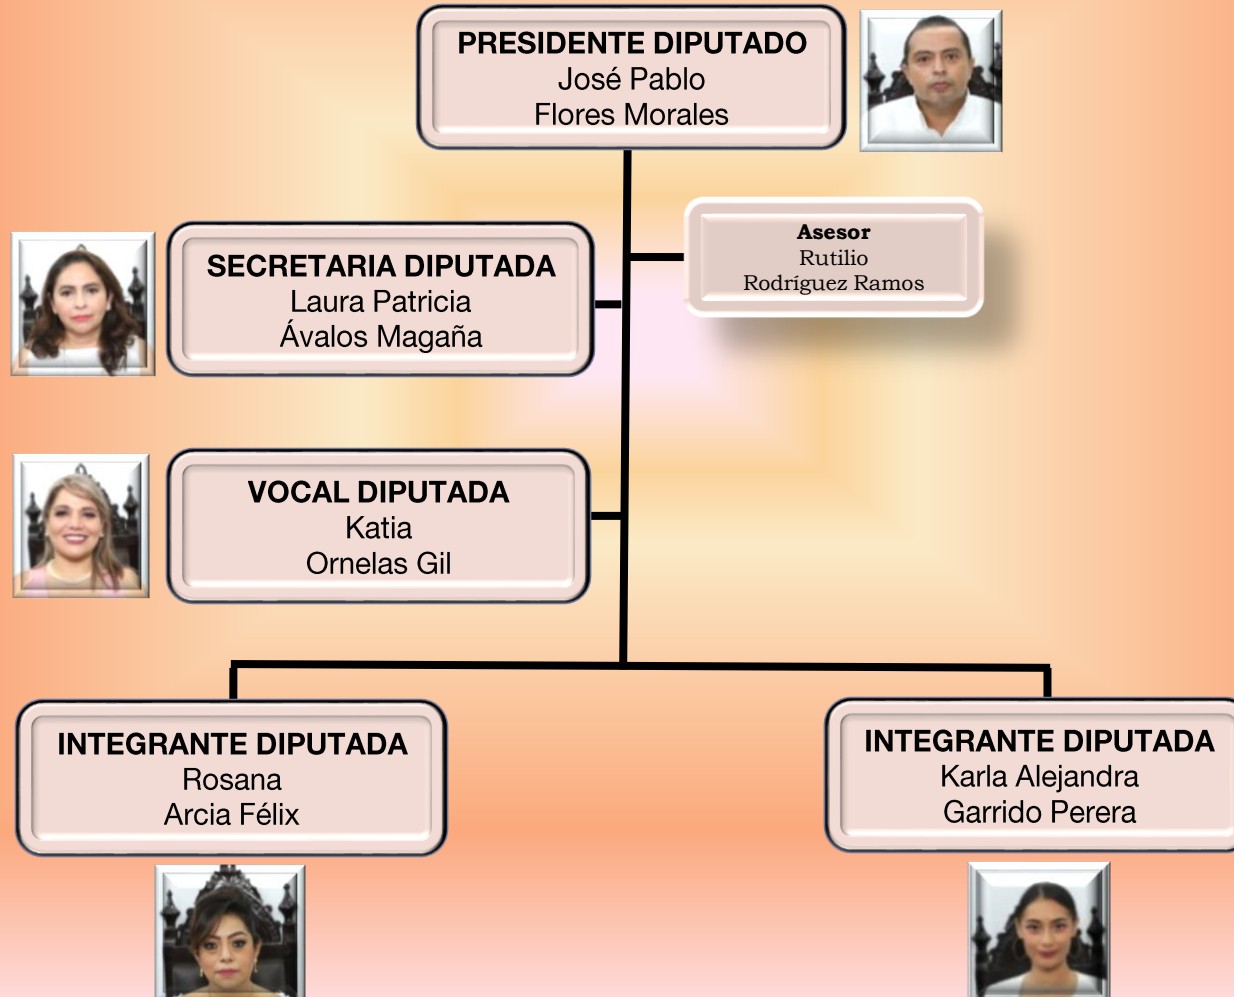 PRESIDENTE DIPUTADO
José Pablo
Flores Morales
Asesor
Rutilio
Rodríguez Ramos
SECRETARIA DIPUTADA
Laura Patricia
Ávalos Magaña
VOCAL DIPUTADA
Katia
Ornelas Gil
INTEGRANTE DIPUTADA
Rosana
Arcia Félix
INTEGRANTE DIPUTADA
Karla Alejandra
Garrido Perera